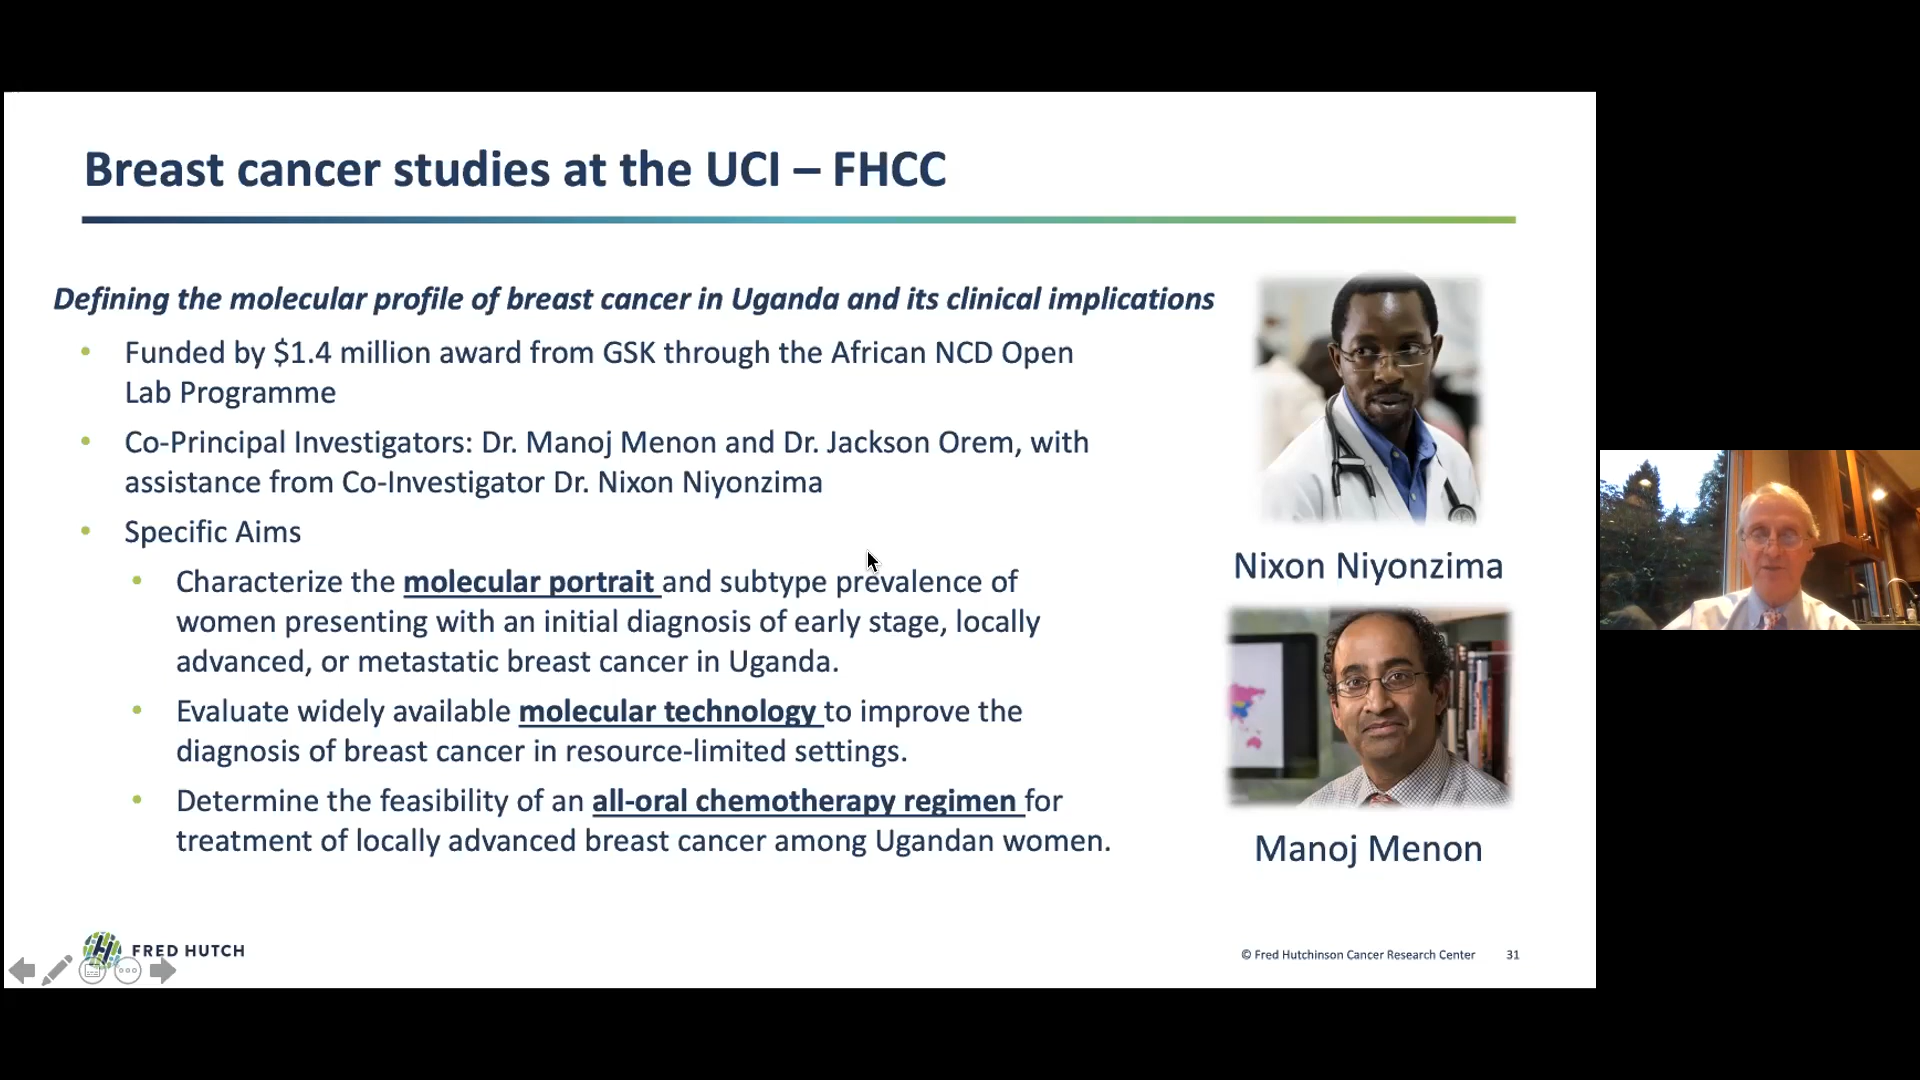 Breast cancer studies at the UCI – FHCC
Defining the molecular profile of breast cancer in Uganda and its clinical implications
• Funded by $1.4 million award from GSK through the African NCD Open
Lab Programme
• Co-Principal Investigators: Dr. Manoj Menon and Dr. Jackson Orem, with
assistance from Co-Investigator Dr. Nixon Niyonzima
• Specific Aims
• Characterize the molecular portrait and subtype prevalence of
women presenting with an initial diagnosis of early stage, locally
advanced, or metastatic breast cancer in Uganda.
• Evaluate widely available molecular technology to improve the
diagnosis of breast cancer in resource-limited settings.
• Determine the feasibility of an all-oral chemotherapy regimen for
treatment of locally advanced breast cancer among Ugandan women.
Nixon Niyonzima
Manoj Menon
FRED HUTCH
© Fred Hutchinson Cancer Research Center 31